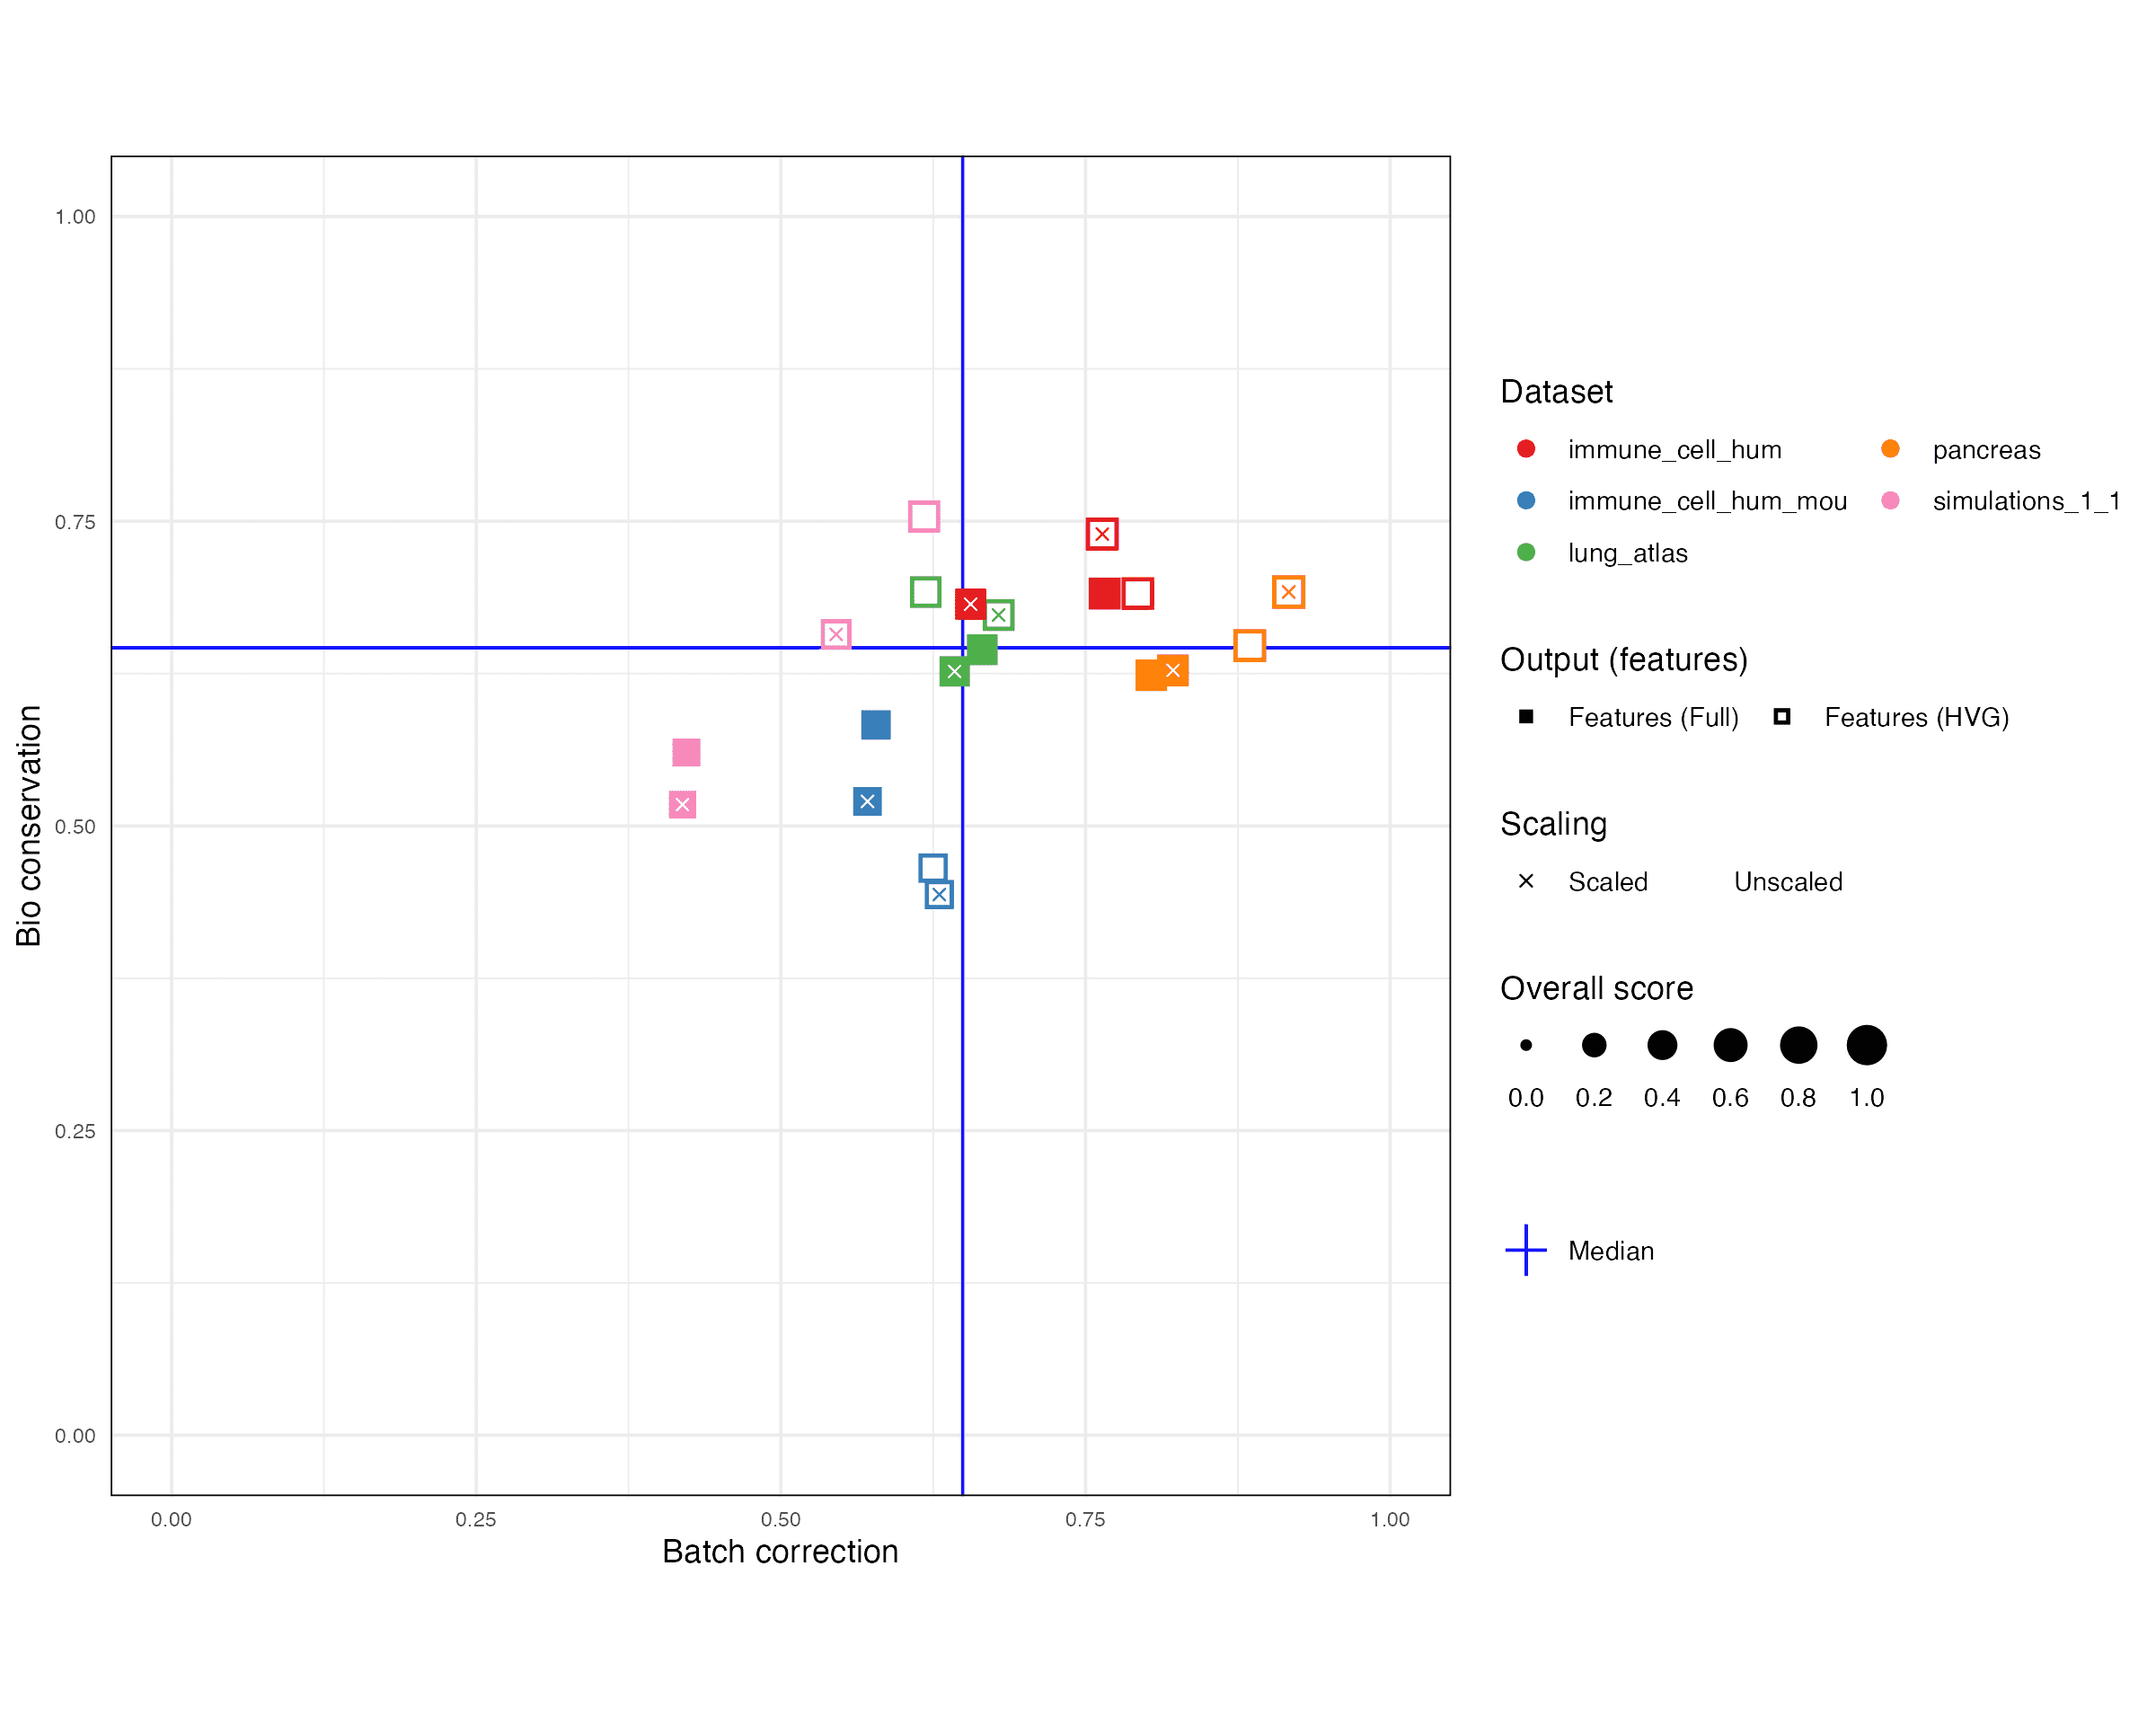 1.00
0.75
0.50
0.25
0.00
Bio conservation
0.00 0.25 0.50 0.75 1.00
Batch correction
Dataset
immune_cell_hum pancreas
immune_cell_hum_mou simulations_1_1
lung_atlas
Output (features)
Features (Full) Features (HVG)
Scaling
Scaled Unscaled
Overall score
0.0 0.2 0.4 0.6 0.8 1.0
Median